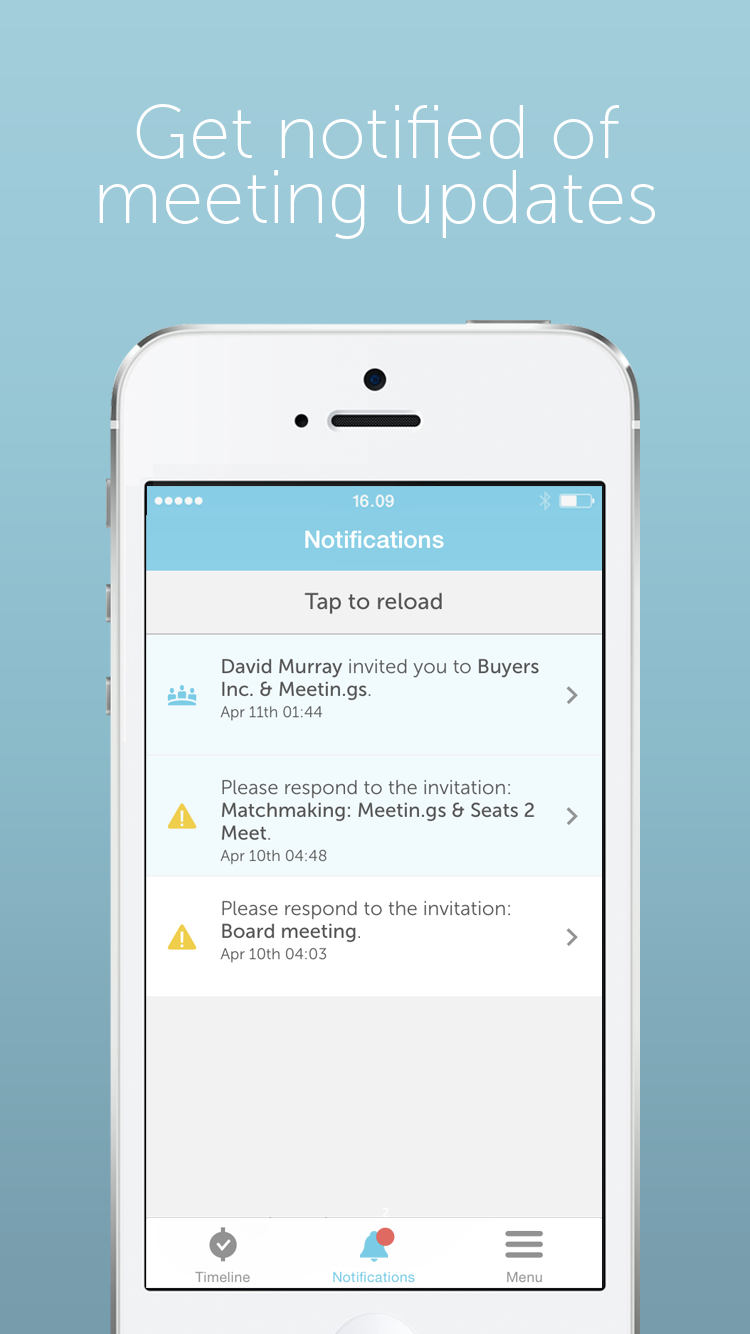 Get notified of
meeting updates
16.09
Notifications
Tap to reload
David Murray invited you to Buyers
Inc. & Meetin.gs.
Apr 11th 01:44
Please respond to the invitation:
Matchmaking: Meetin.gs & Seats 2
Meet.
Apr 10th 04:48
Please respond to the invitation:
Board meeting.
Apr 10th 04:03
2
Timeline
Notifications
Menu